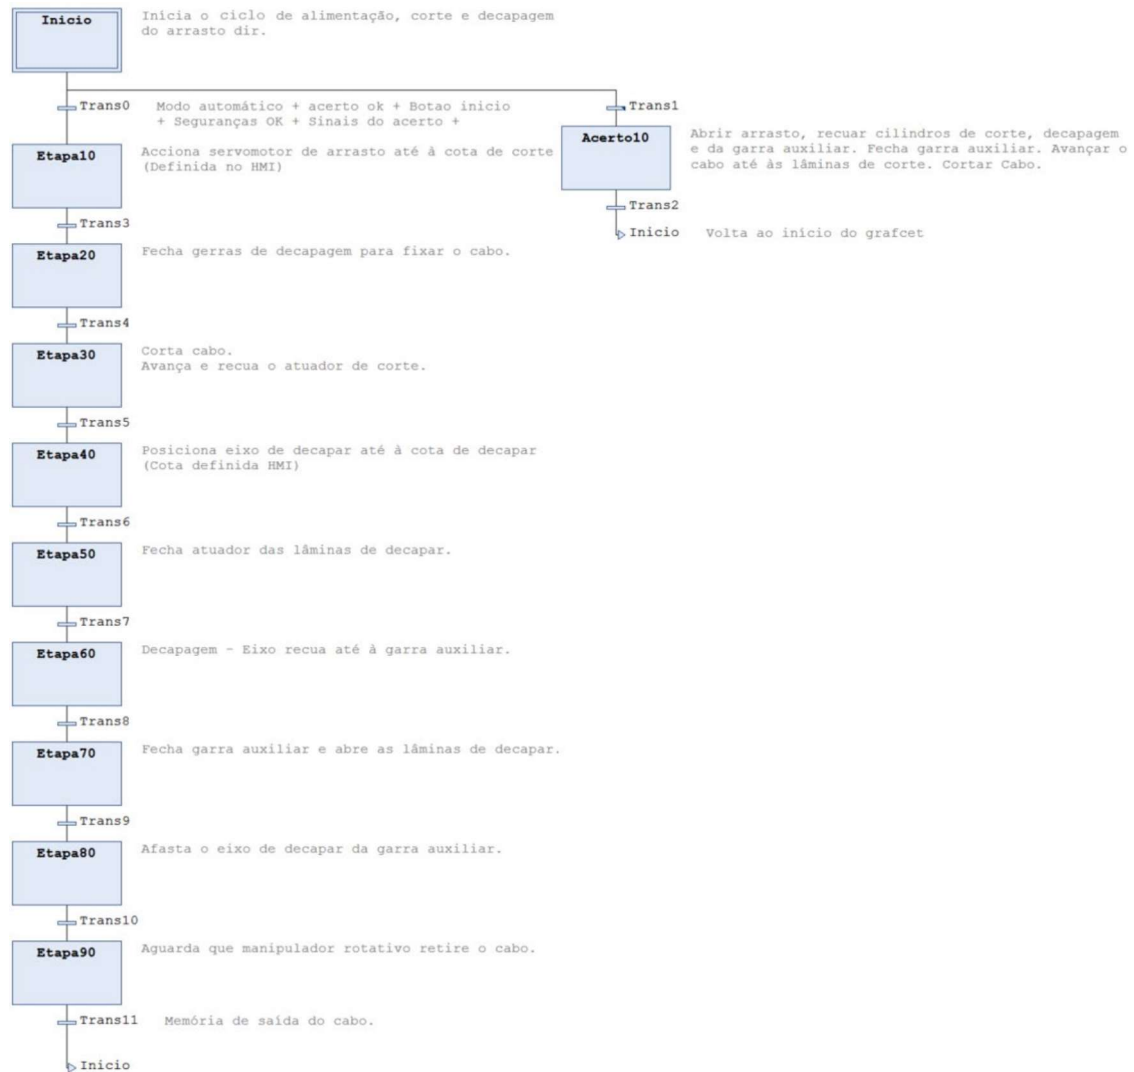 Inicio
Inicia o ciclo de alimentação, corte e decapagem
do arrasto dir.
Trans0
Modo automático + acerto ok + Botao inicio
+ Seguranças OK + Sinais do acerto +
Trans1
Acerto10
Abrir arrasto, recuar cilindros de corte, decapagem
e da garra auxiliar. Fecha garra auxiliar. Avançar o
cabo até às lâminas de corte. Cortar Cabo.
Trans2
Inicio
Volta ao início do grafcet
Etapa10
Acciona servomotor de arrasto até à cota de corte
(Definida no HMI)
Trans3
Etapa20
Fecha gerras de decapagem para fixar o cabo.
Trans4
Etapa30
Corta cabo.
Avança e recua o atuador de corte.
Trans5
Etapa40
Posiciona eixo de decapar até à cota de decapar
(Cota definida HMI)
Trans6
Etapa50
Fecha atuador das lâminas de decapar.
Trans7
Etapa60
Decapagem - Eixo recua até à garra auxiliar.
Trans8
Etapa70
Fecha garra auxiliar e abre as lâminas de decapar.
Trans9
Etapa80
Afasta o eixo de decapar da garra auxiliar.
Trans10
Etapa90
Aguarda que manipulador rotativo retire o cabo.
Trans11
Memória de saída do cabo.
Inicio